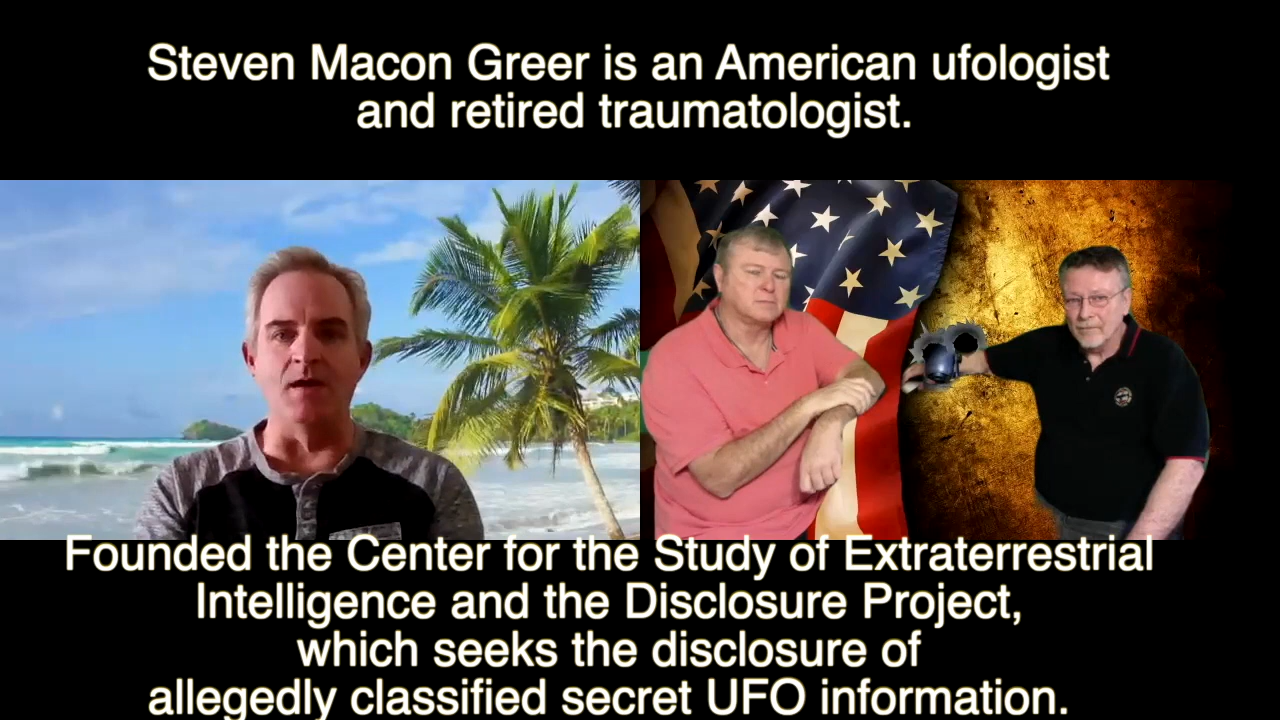 Steven Macon Greer is an American ufologist
and retired traumatologist.
Founded the Center for the Study of Extraterrestrial
Intelligence and the Disclosure Project,
which seeks the disclosure of
allegedly classified secret UFO information.